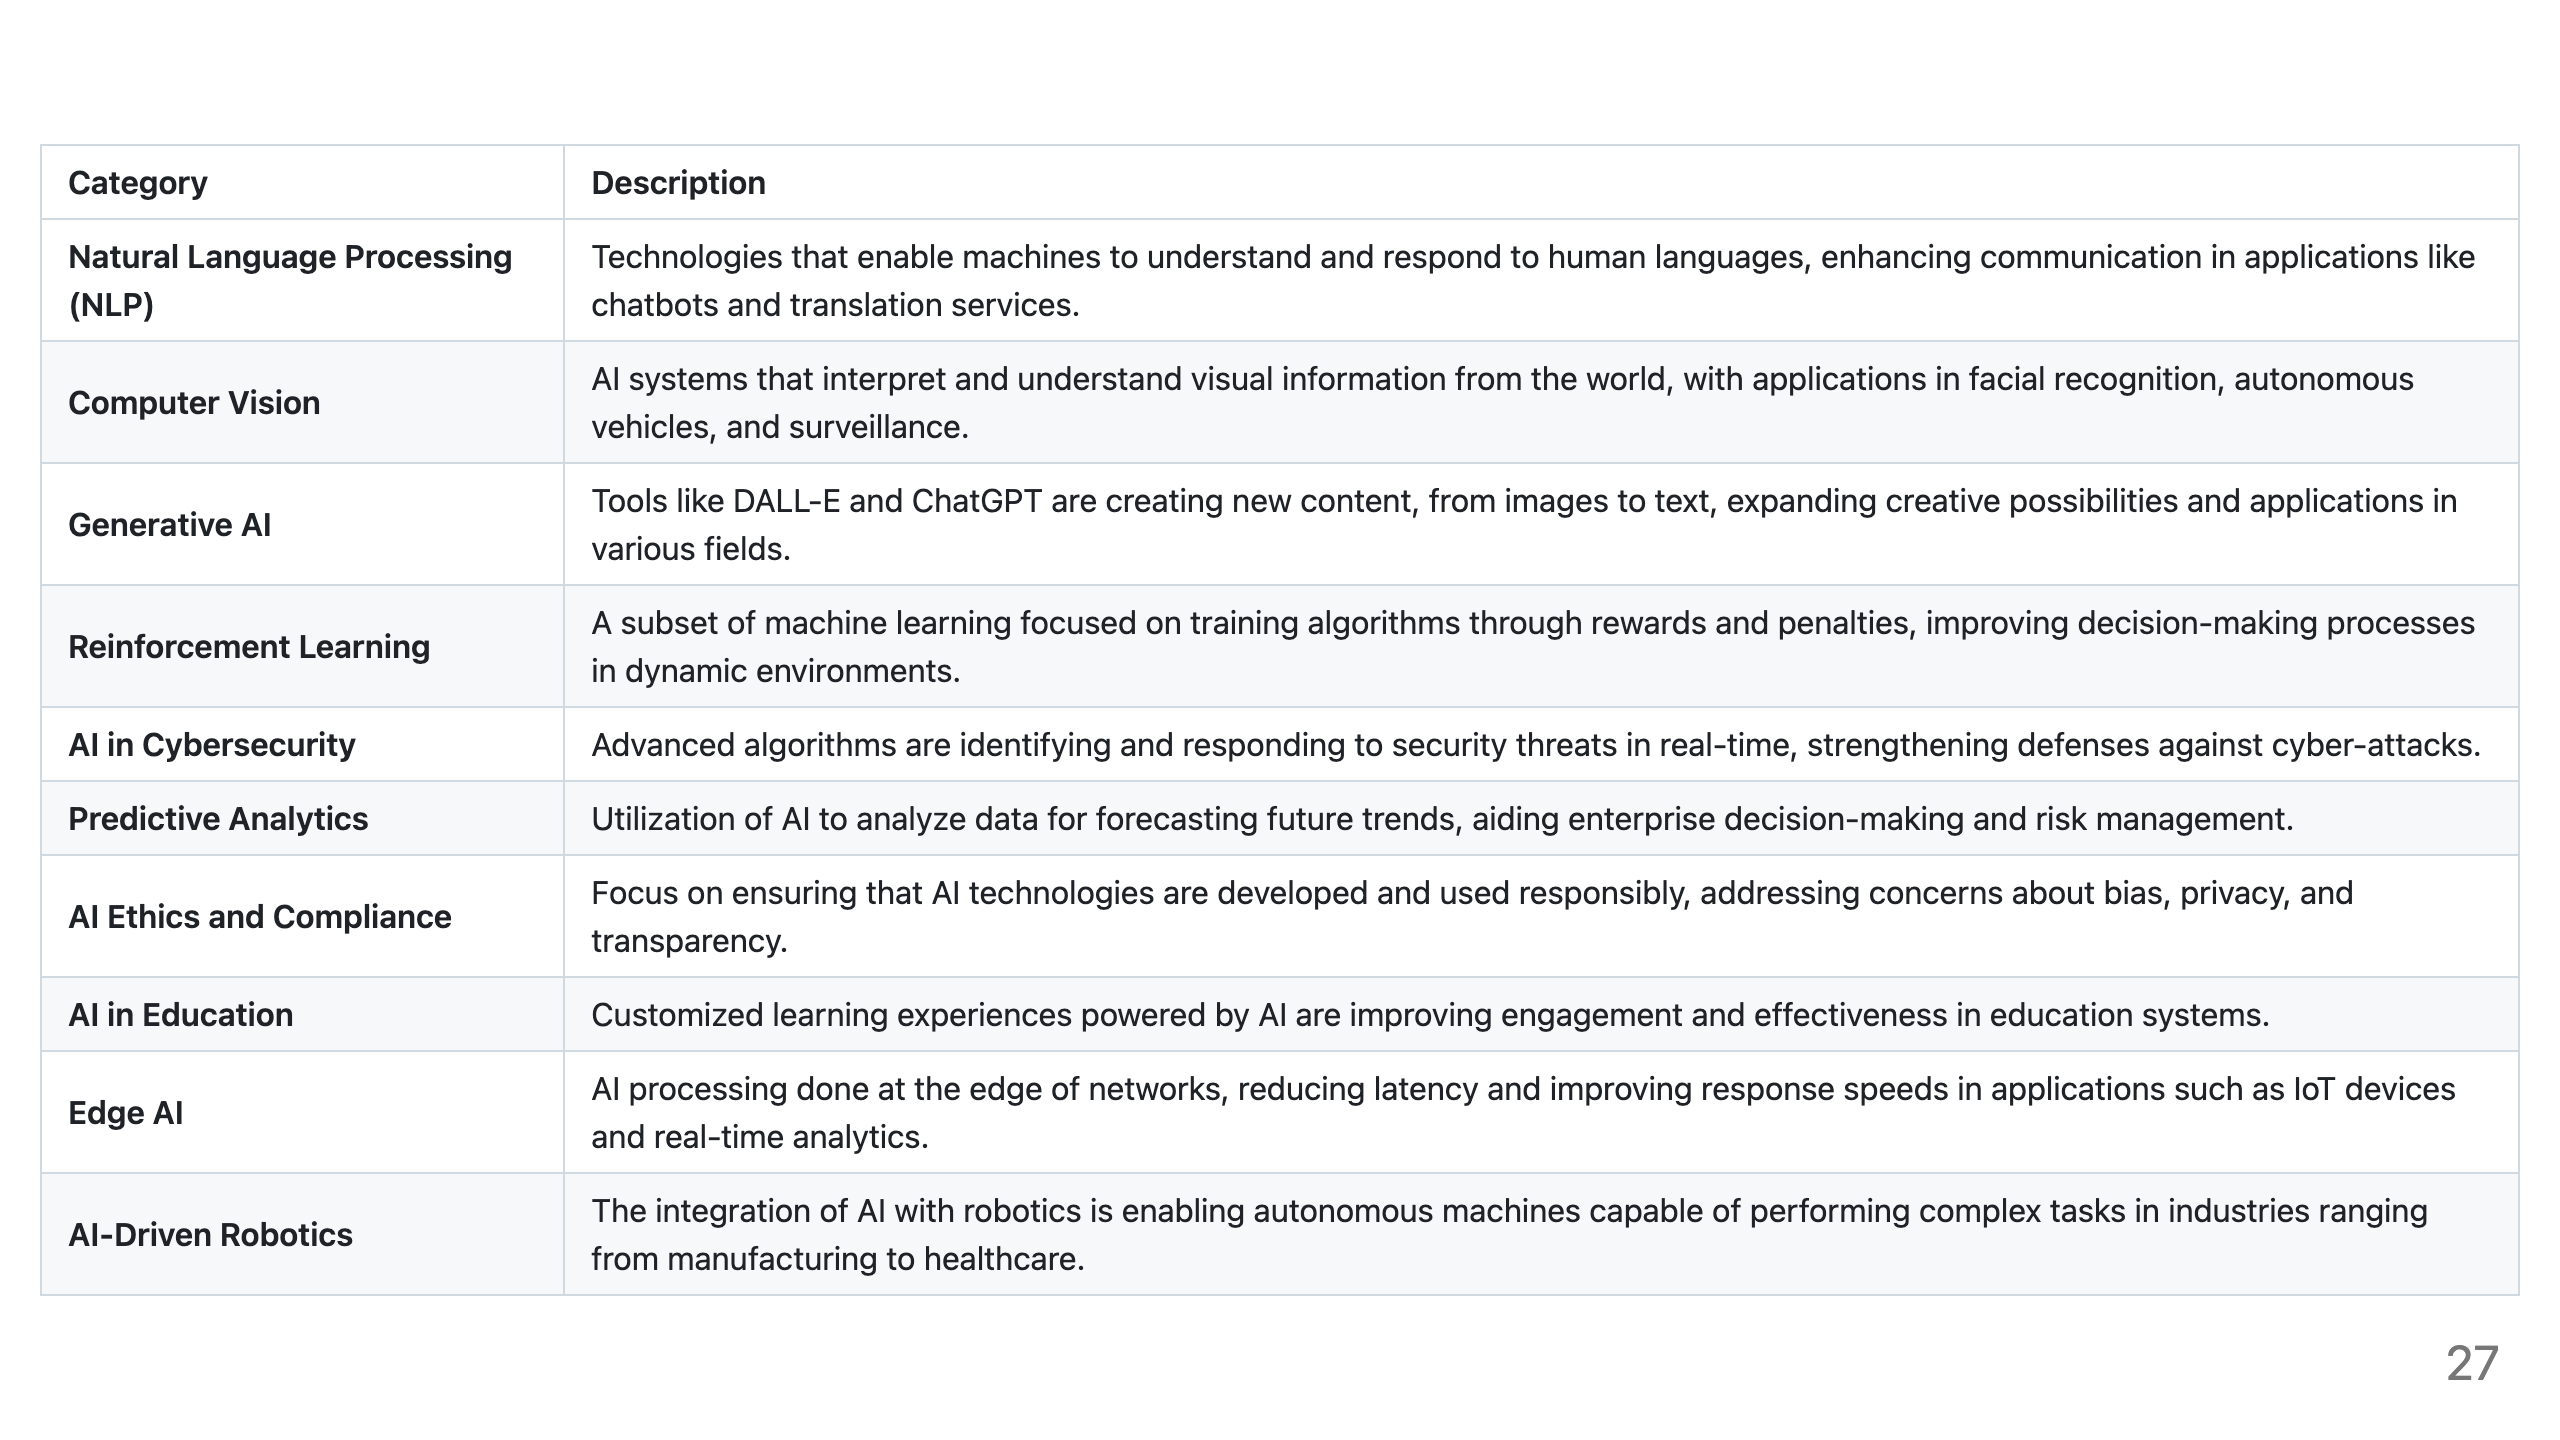 Category
Description
Natural Language Processing
(NLP)
Technologies that enable machines to understand and respond to human languages, enhancing communication in applications like
chatbots and translation services.
Computer Vision
AI systems that interpret and understand visual information from the world, with applications in facial recognition, autonomous
vehicles, and surveillance.
Generative AI
Tools like DALL-E and ChatGPT are creating new content, from images to text, expanding creative possibilities and applications in
various fields.
Reinforcement Learning
A subset of machine learning focused on training algorithms through rewards and penalties, improving decision-making processes
in dynamic environments.
AI in Cybersecurity
Advanced algorithms are identifying and responding to security threats in real-time, strengthening defenses against cyber-attacks.
Predictive Analytics
Utilization of AI to analyze data for forecasting future trends, aiding enterprise decision-making and risk management.
AI Ethics and Compliance
Focus on ensuring that AI technologies are developed and used responsibly, addressing concerns about bias, privacy, and
transparency.
AI in Education
Customized learning experiences powered by AI are improving engagement and effectiveness in education systems.
Edge AI
AI processing done at the edge of networks, reducing latency and improving response speeds in applications such as IoT devices
and real-time analytics.
AI-Driven Robotics
The integration of AI with robotics is enabling autonomous machines capable of performing complex tasks in industries ranging
from manufacturing to healthcare.
27